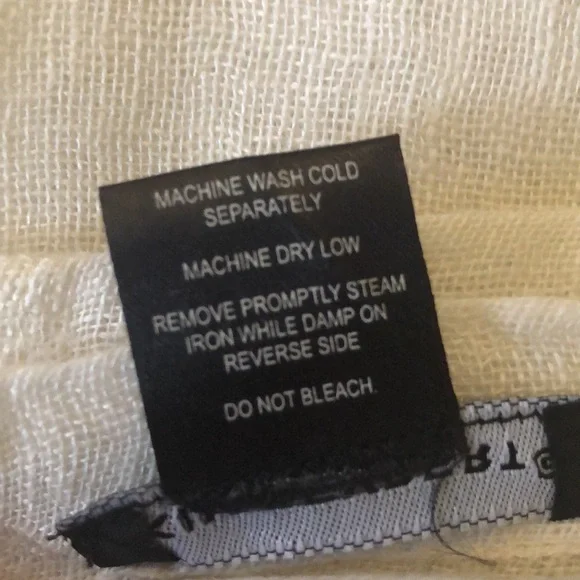 MACHINE WASH COLD
SEPARATELY
MACHINE DRY LOW
REMOVE PROMPTLY STEAM
IRON WHILE DAMP ON
REVERSE SIDE
DO NOT BLEACH.